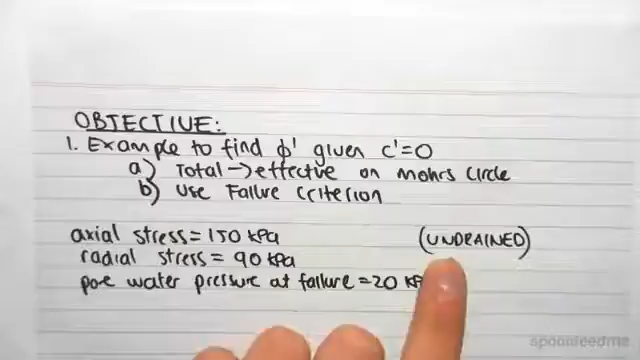 OBJECTIVE:
1. Example to find ϕ' given c'=0
a) Total→effective on mohrs circle
b) Use Failure Criterion
axial stress = 150 kPa (UNDRAINED)
radial stress = 90 kPa
pore water pressure at failure = 20
spoonfeedme